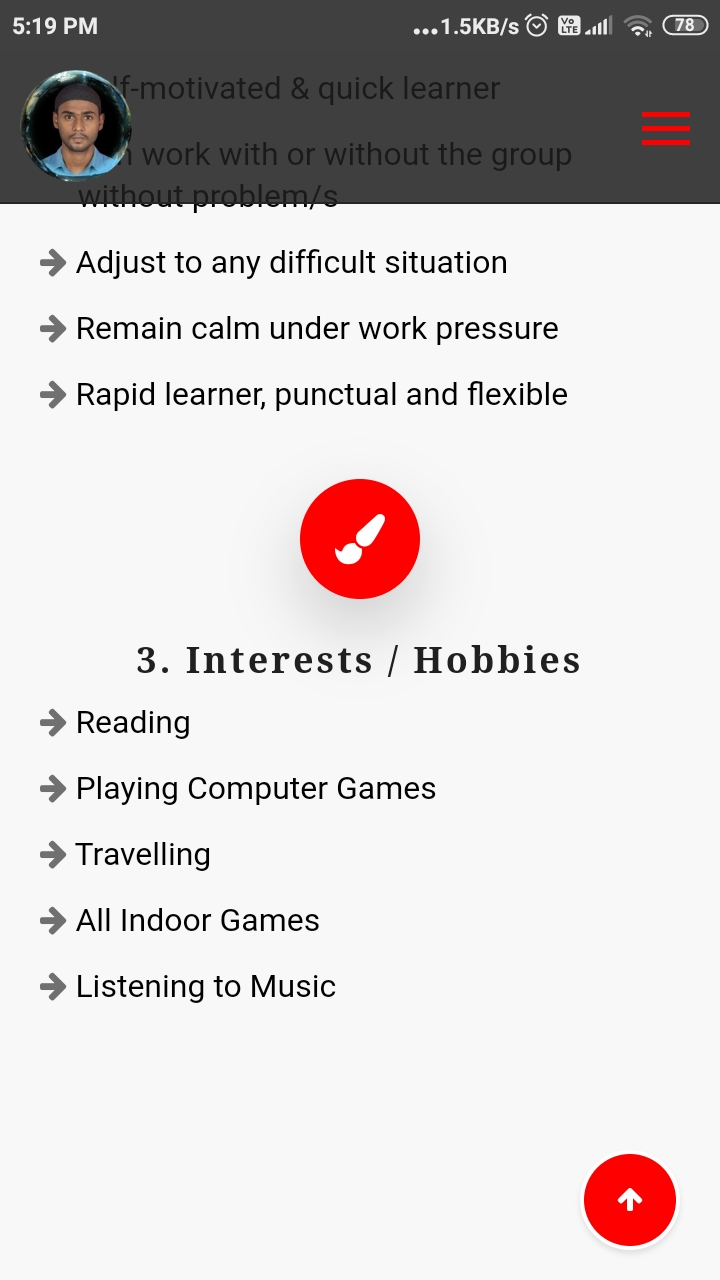 5:19 PM ...1.5KB/s Vo LTE 78
lf-motivated & quick learner
work with or without the group
without problem/s
Adjust to any difficult situation
Remain calm under work pressure
Rapid learner, punctual and flexible
3. Interests / Hobbies
Reading
Playing Computer Games
Travelling
All Indoor Games
Listening to Music